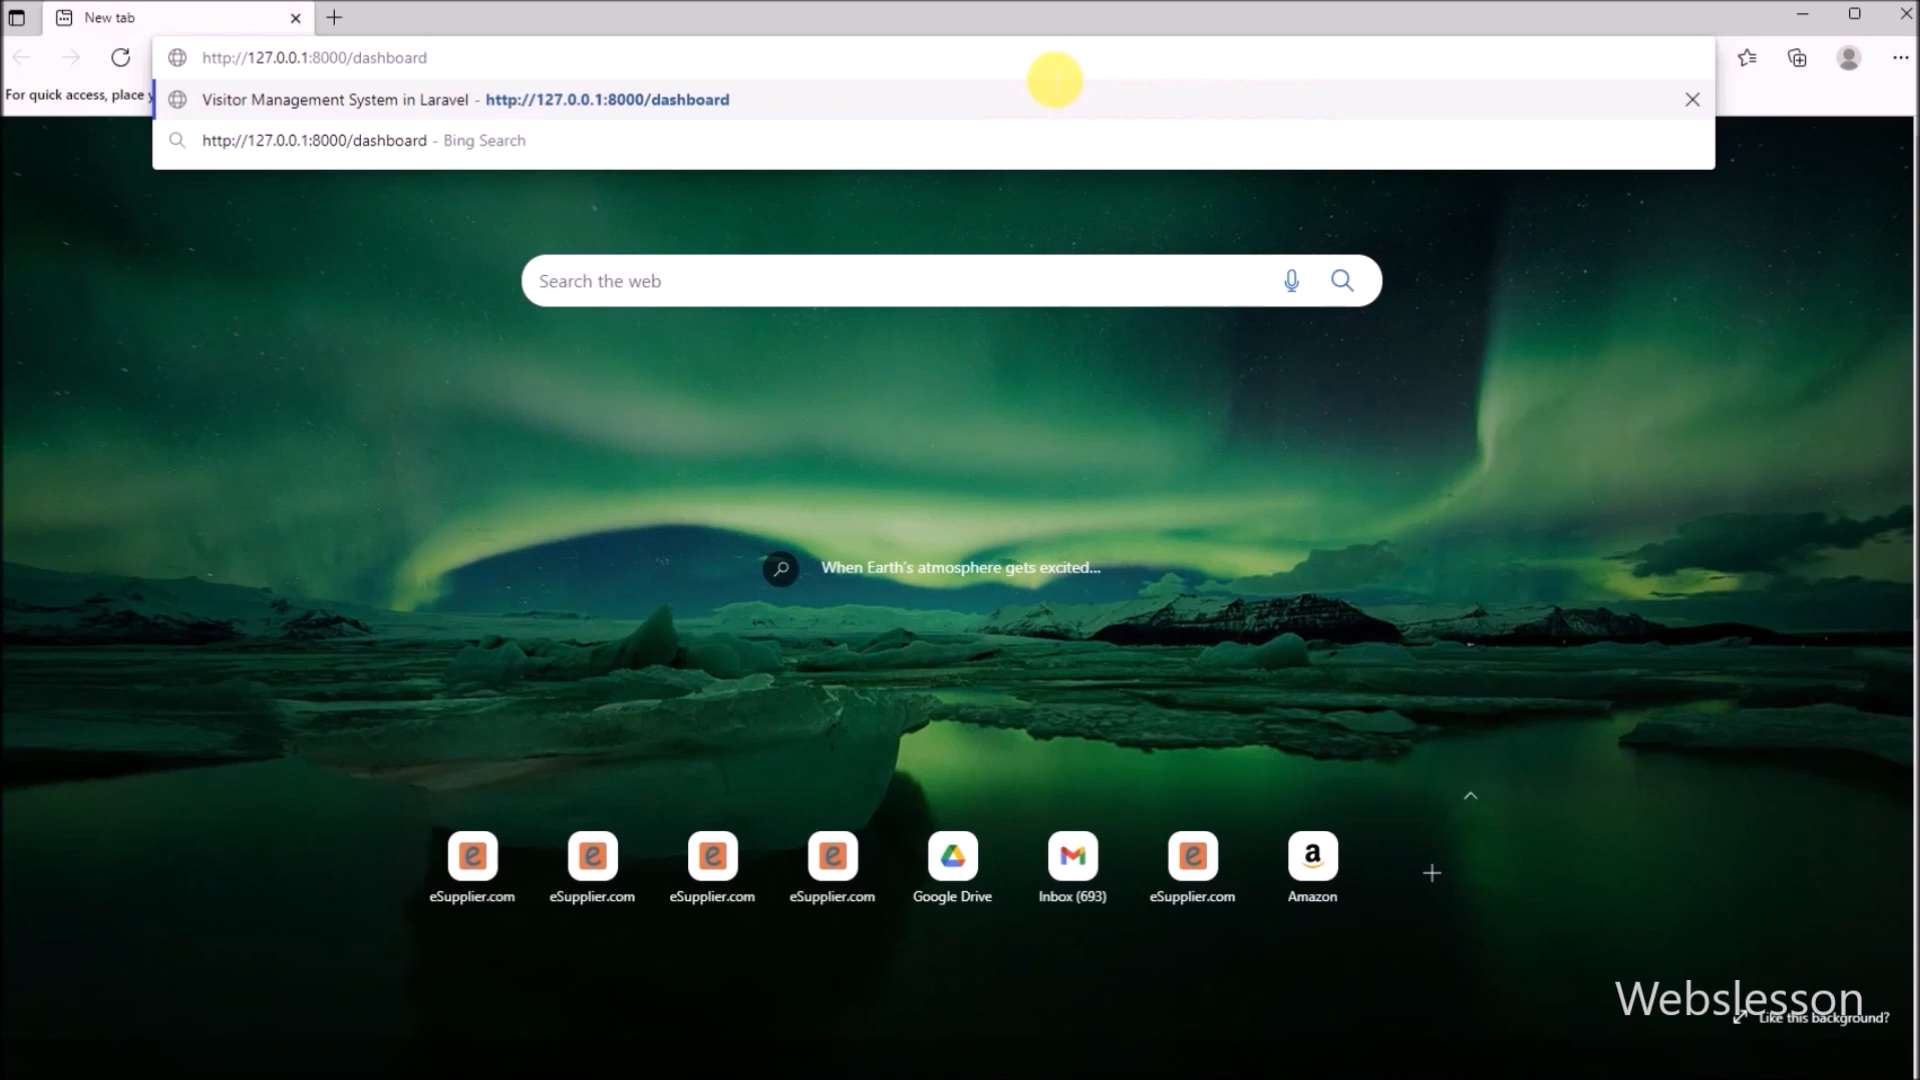 New tab
http://127.0.0.1:8000/dashboard
For quick access, place y
Visitor Management System in Laravel - http://127.0.0.1:8000/dashboard
http://127.0.0.1:8000/dashboard - Bing Search
Search the web
When Earth's atmosphere gets excited...
eSupplier.com
eSupplier.com
eSupplier.com
eSupplier.com
Google Drive
Inbox (693)
eSupplier.com
Amazon
Webslesson
Like this background?